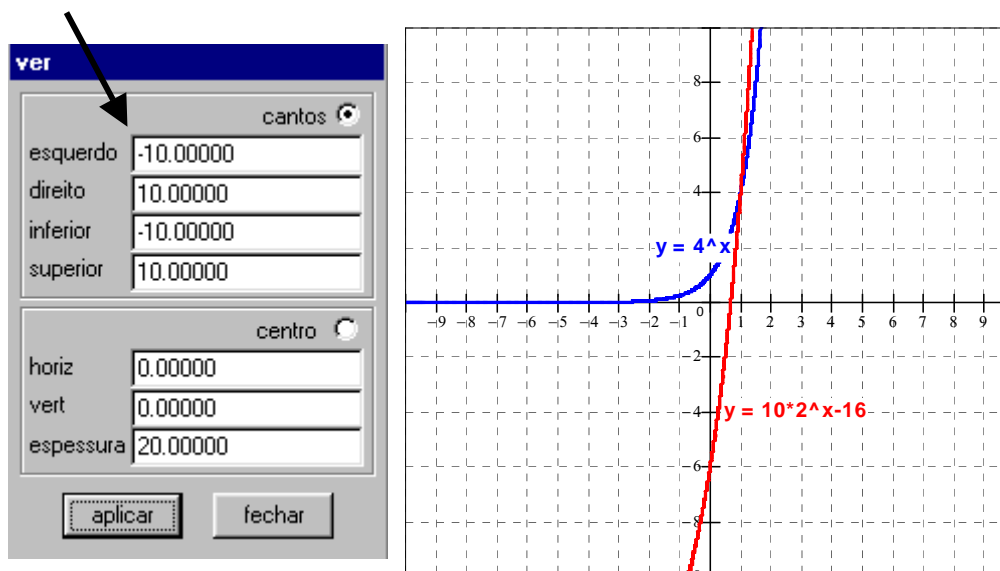 ver
cantos
esquerdo -10.00000
direito 10.00000
inferior -10.00000
superior 10.00000
centro
horiz 0.00000
vert 0.00000
espessura 20.00000
aplicar fechar
8
6
4
y = 4^x
-9 -8 -7 -6 -5 -4 -3 -2 -1 0 1 2 3 4 5 6 7 8 9
-2
-4
y = 10*2^x-16
-6
-8